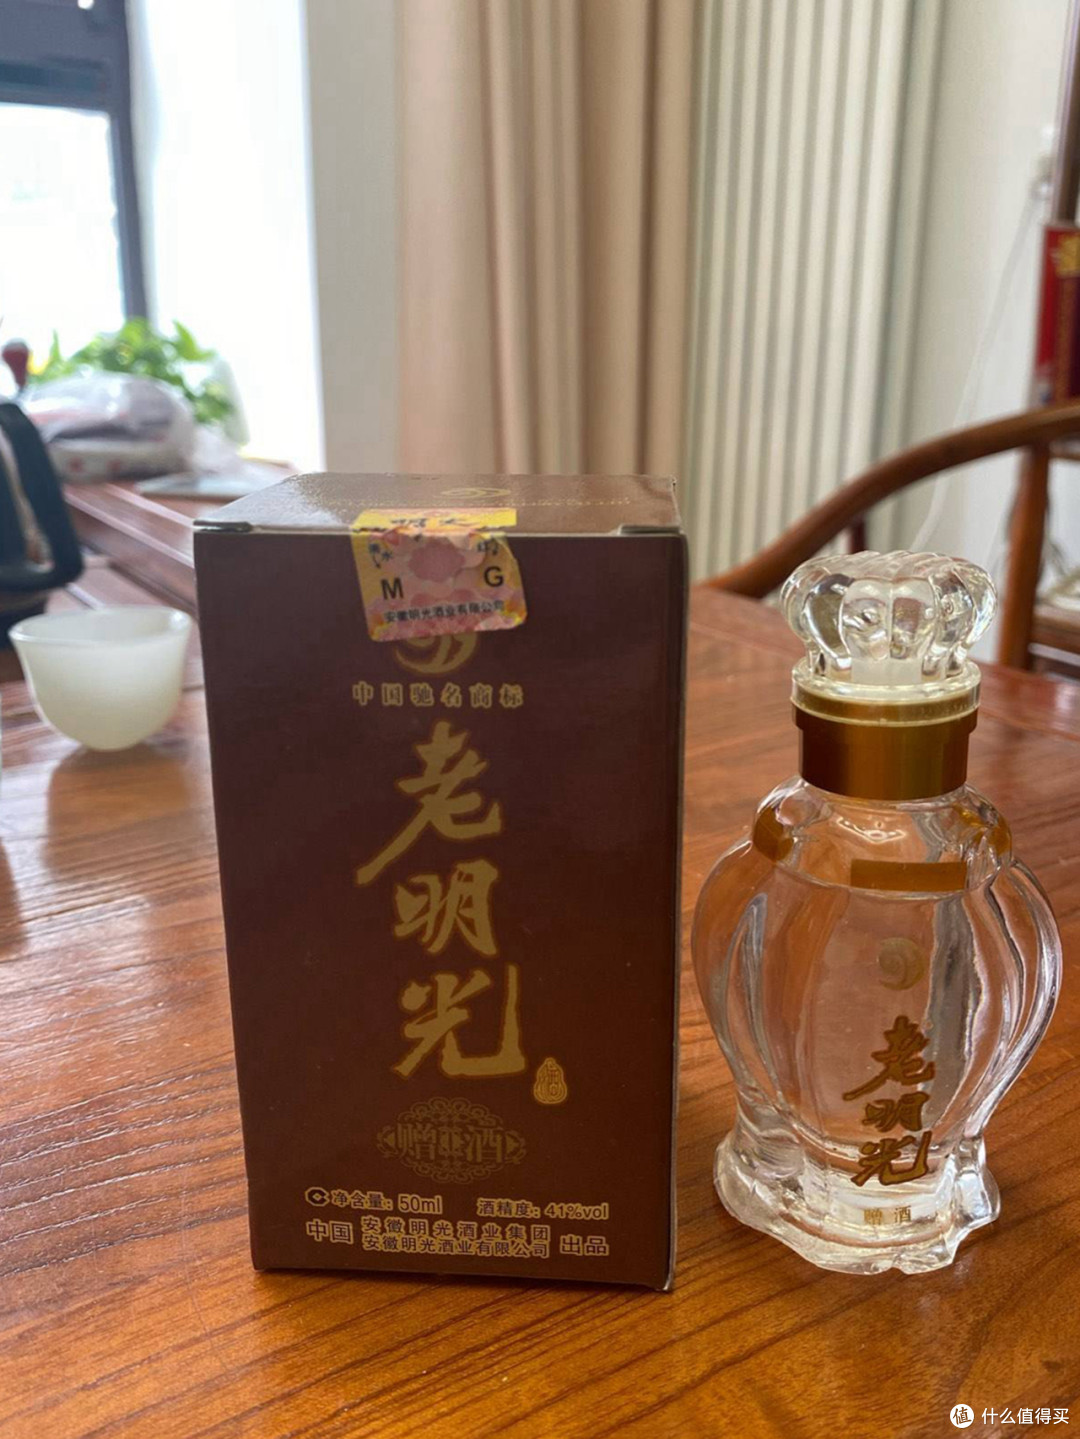 M G
安徽明光酒业有限公司
中国驰名商标
老明光
赠酒
净含量: 50ml 酒精度: 41%vol
中国 安徽明光酒业集团
安徽明光酒业有限公司 出品
老明光
赠酒
值 什么值得买